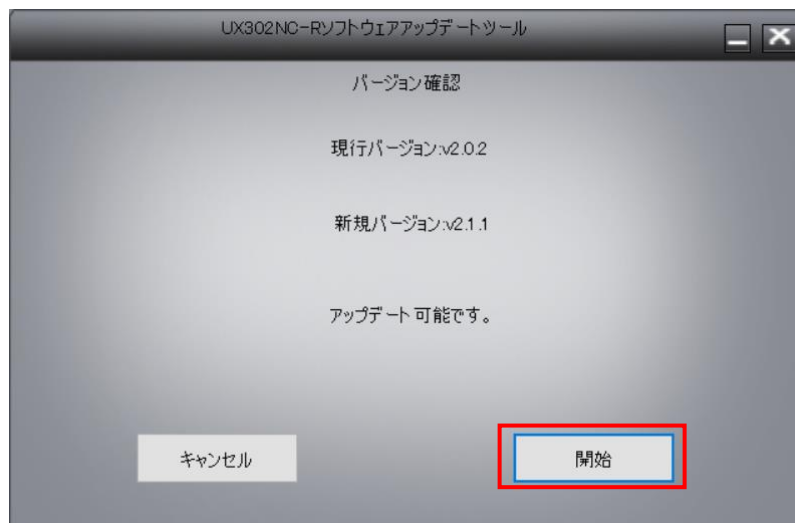 UX302NC-Rソフトウェアアップデートツール
バージョン確認
現行バージョン:v2.0.2
新規バージョン:v2.1.1
アップデート可能です。
キャンセル
開始